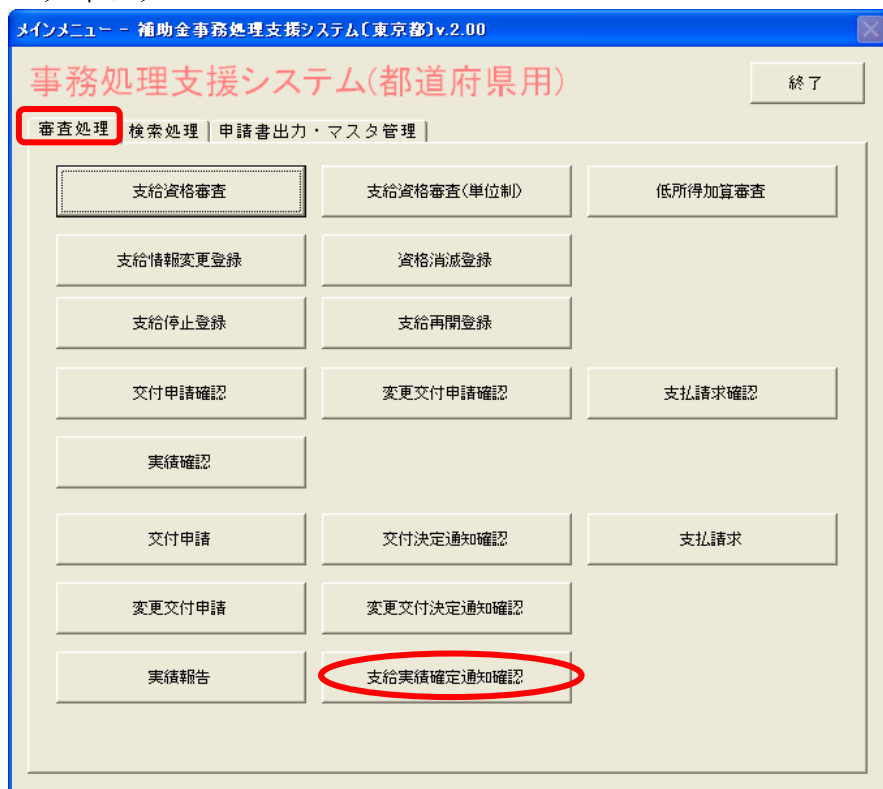 メインメニュー - 補助金事務処理支援システム〔東京都〕v.2.00
事務処理支援システム(都道府県用)
終了
審査処理 検索処理 申請書出力・マスタ管理
支給資格審査 支給資格審査(単位制) 低所得加算審査
支給情報変更登録 資格消滅登録
支給停止登録 支給再開登録
交付申請確認 変更交付申請確認 支払請求確認
実績確認
交付申請 交付決定通知確認 支払請求
変更交付申請 変更交付決定通知確認
実績報告 支給実績確定通知確認